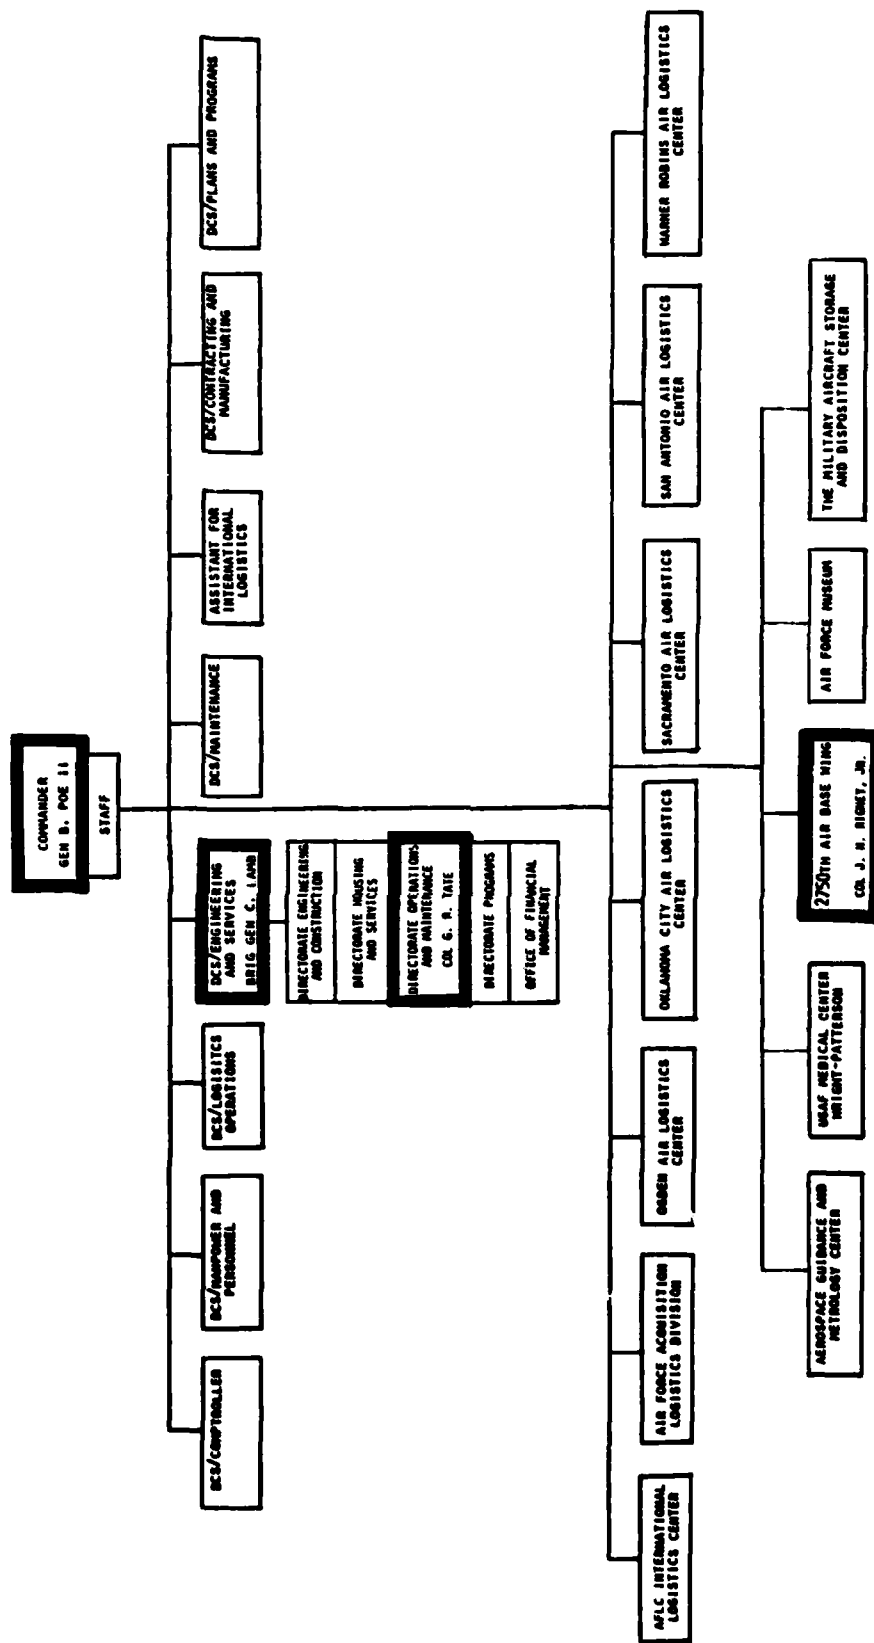 COMMANDER
GEN B. POE II
STAFF
DCS/COMPTROLLER
DCS/MANPOWER AND
PERSONNEL
DCS/LOGISITCS
OPERATIONS
DCS/ENGINEERING
AND SERVICES
BRIG GEN C. LAMB
DIRECTORATE ENGINEERING
AND CONSTRUCTION
DIRECTORATE HOUSING
AND SERVICES
DIRECTORATE OPERATIONS
AND MAINTENANCE
COL G. R. TATE
DIRECTORATE PROGRAMS
OFFICE OF FINANCIAL
MANAGEMENT
DCS/MAINTENANCE
ASSISTANT FOR
INTERNATIONAL
LOGISTICS
DCS/CONTRACTING AND
MANUFACTURING
DCS/PLANS AND PROGRAMS
AFLC INTERNATIONAL
LOGISTICS CENTER
AIR FORCE ACQUISITION
LOGISTICS DIVISION
OGDEN AIR LOGISTICS
CENTER
OKLAHOMA CITY AIR LOGISTICS
CENTER
SACRAMENTO AIR LOGISTICS
CENTER
SAN ANTONIO AIR LOGISTICS
CENTER
WARNER ROBINS AIR LOGISTICS
CENTER
AEROSPACE GUIDANCE AND
METROLOGY CENTER
USAF MEDICAL CENTER
WRIGHT-PATTERSON
2750TH AIR BASE WING
COL J. H. RIGNEY, JR.
AIR FORCE MUSEUM
THE MILITARY AIRCRAFT STORAGE
AND DISPOSITION CENTER